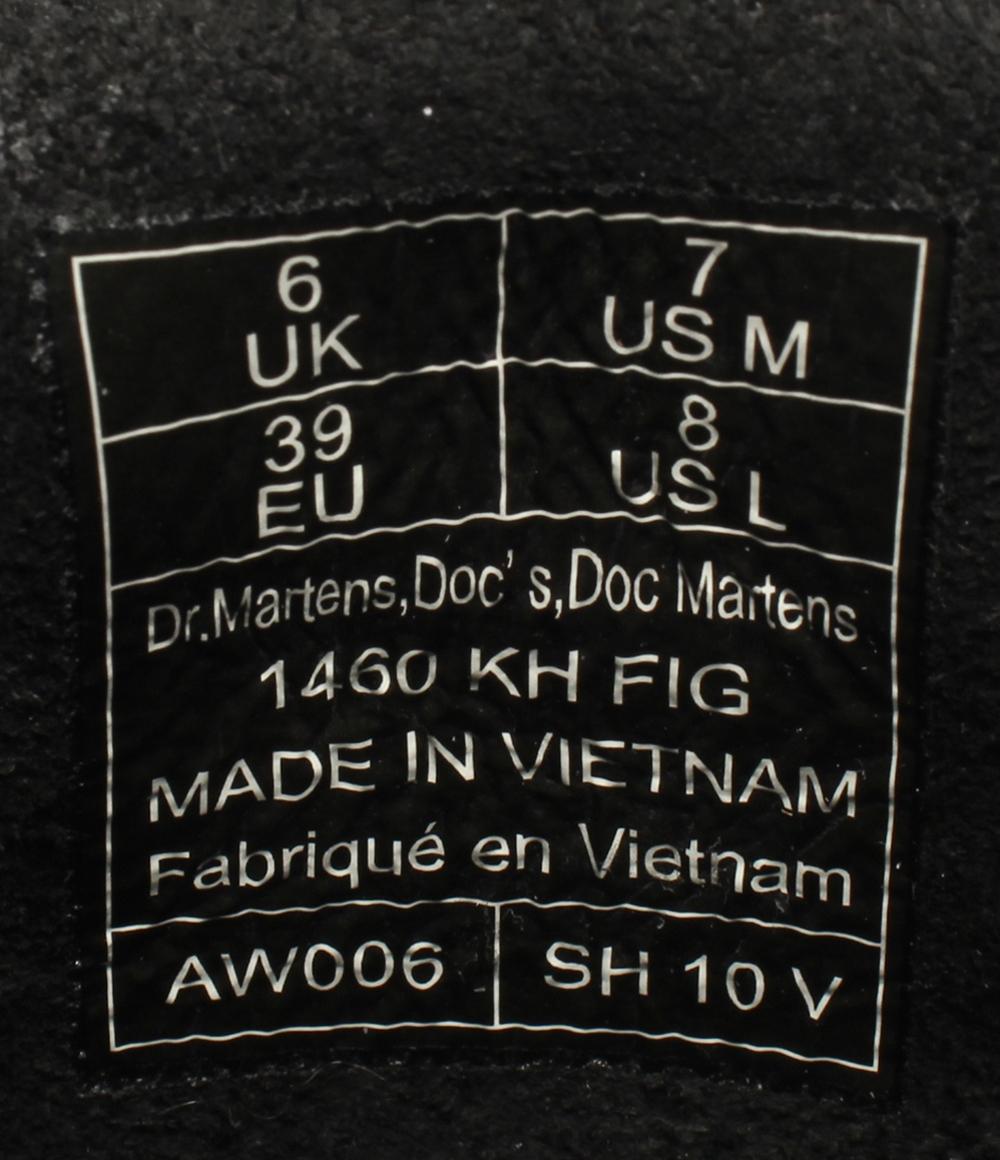 6
UK
7
US M
39
EU
8
US L
Dr.Martens,Doc's,Doc Martens
1460 KH FIG
MADE IN VIETNAM
Fabriqué en Vietnam
AW006
SH 10 V